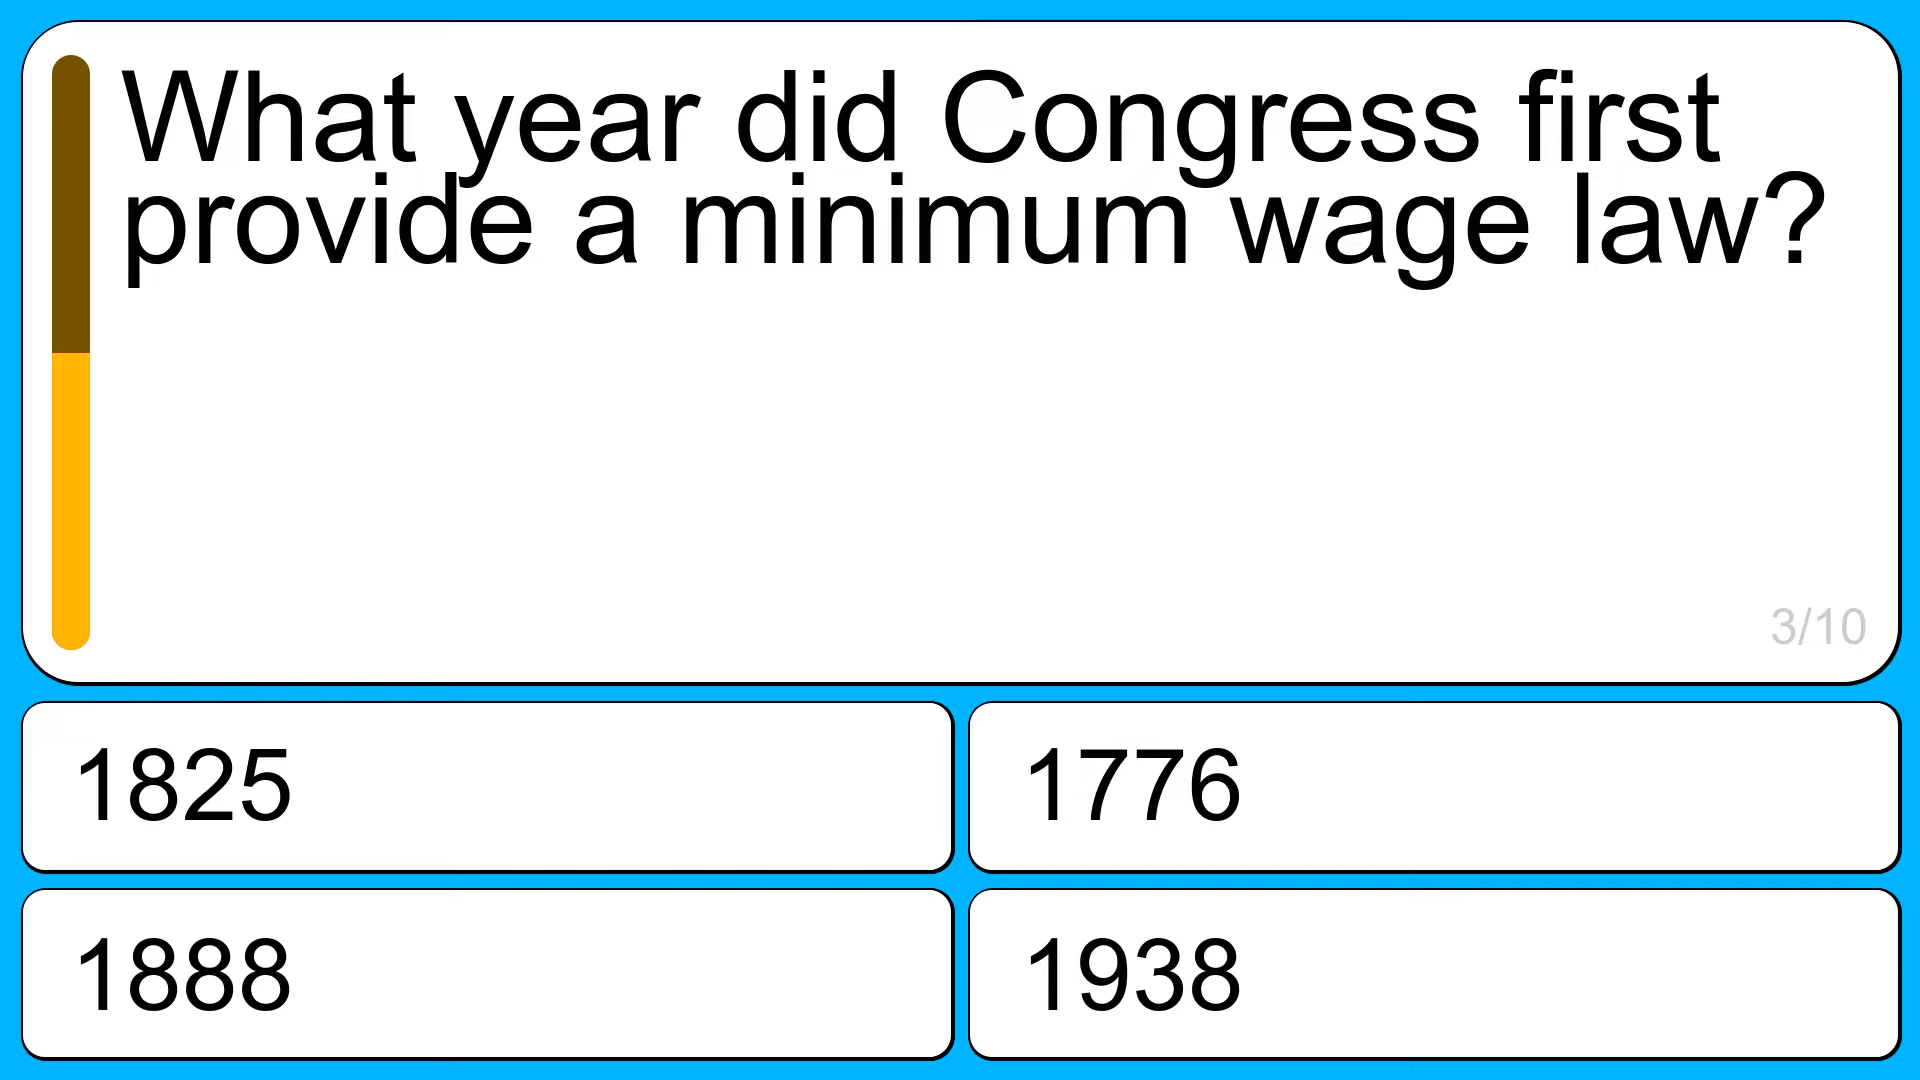 What year did Congress first
provide a minimum wage law?
3/10
1825
1776
1888
1938